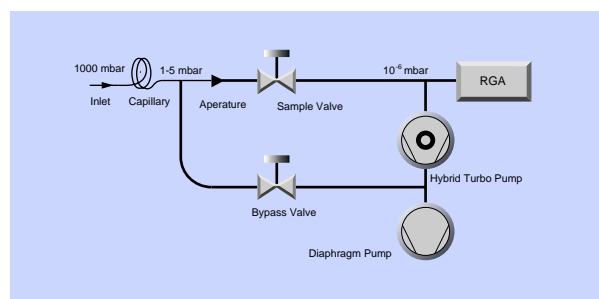 1000 mbar
1-5 mbar
10-6 mbar
RGA
Inlet
Capillary
Aperature
Sample Valve
Hybrid Turbo Pump
Bypass Valve
Diaphragm Pump